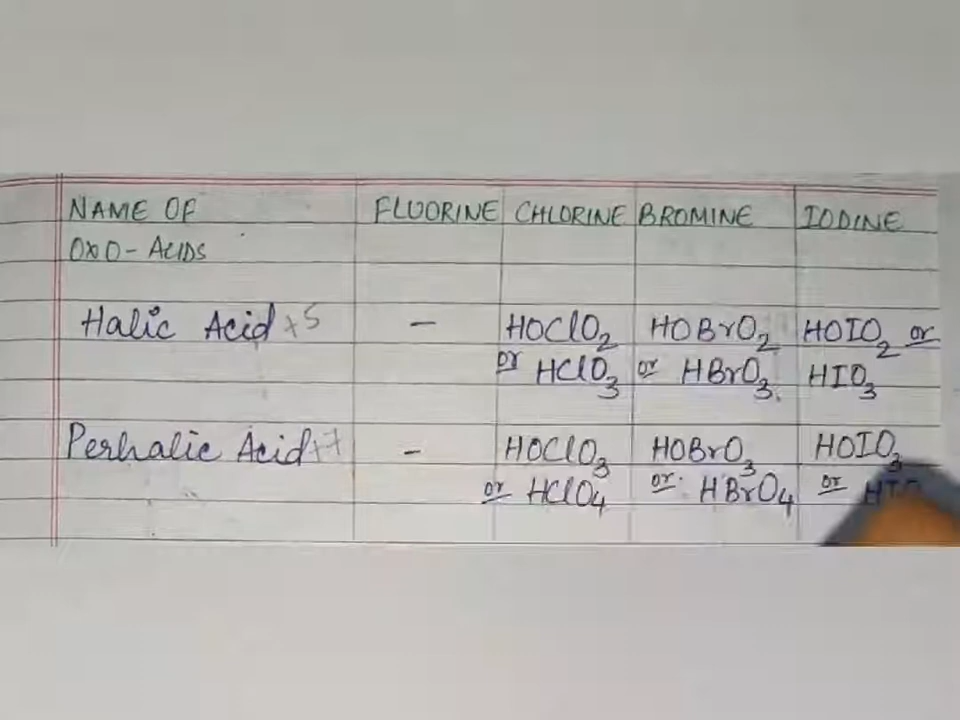 NAME OF FLUORINE CHLORINE BROMINE IODINE
OXO-ACIDS
Halic Acid +5 - HOClO2 HOBrO2 HOIO2 or
or HClO3 or HBrO3 HIO3
Perhalic Acid +7 - HOClO3 HOBrO3 HOIO3
or HClO4 or HBrO4 or